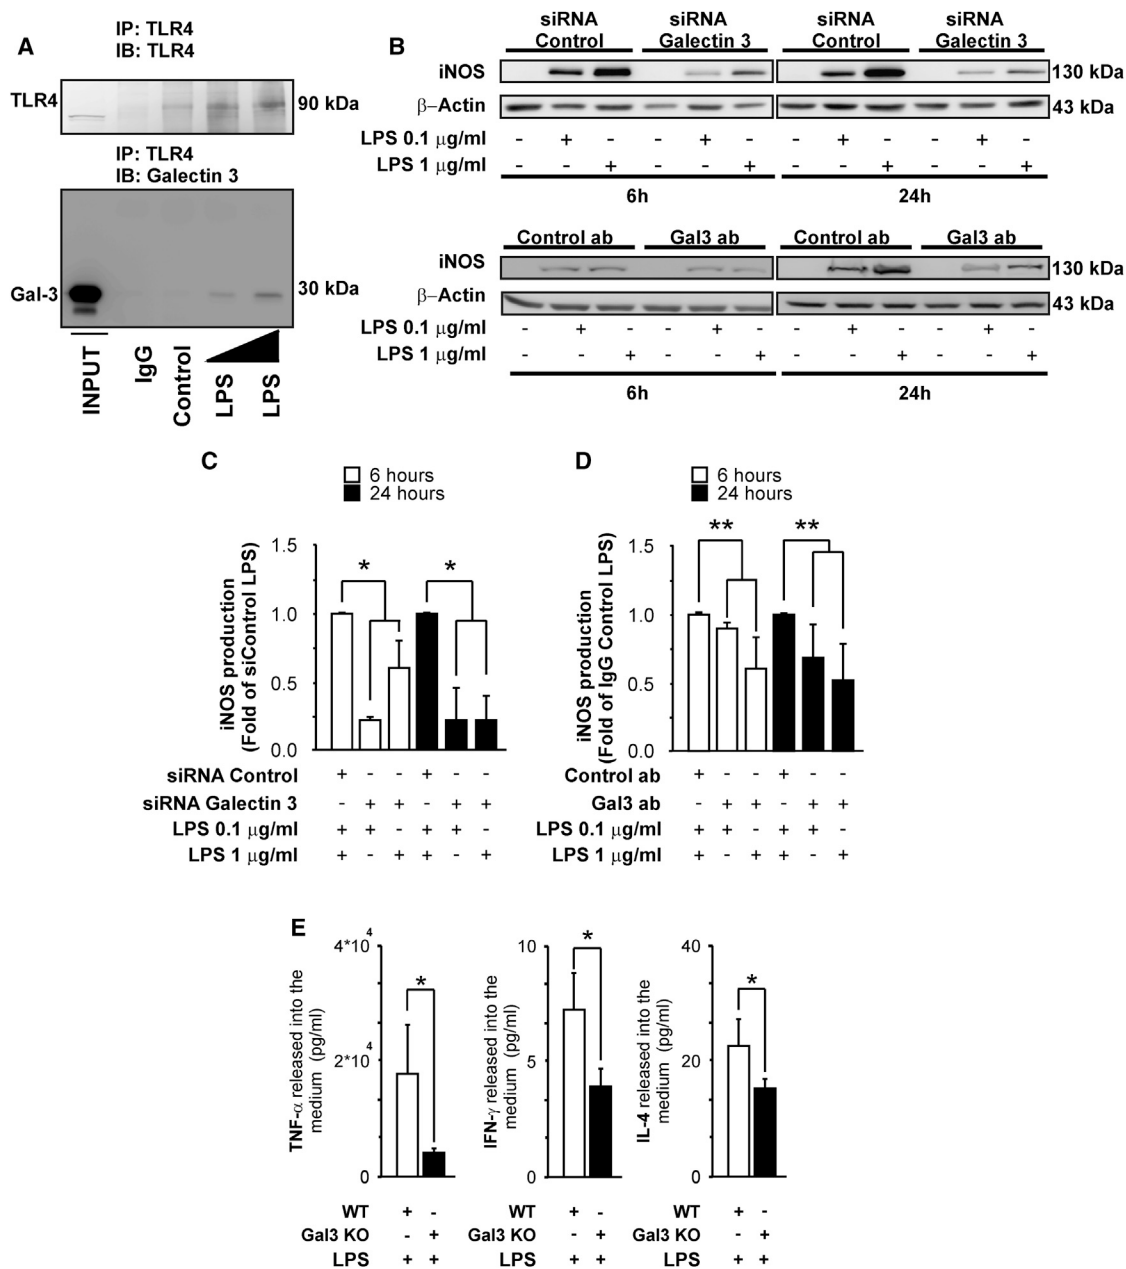 A
IP: TLR4
IB: TLR4
TLR4
90 kDa
IP: TLR4
IB: Galectin 3
Gal-3
30 kDa
INPUT
IgG
Control
LPS
LPS
B
siRNA Control
siRNA Galectin 3
siRNA Control
siRNA Galectin 3
iNOS
130 kDa
β–Actin
43 kDa
LPS 0.1 μg/ml - + - - + - - + - - + -
LPS 1 μg/ml - - + - - + - - + - - +
6h
24h
Control ab
Gal3 ab
Control ab
Gal3 ab
iNOS
130 kDa
β–Actin
43 kDa
LPS 0.1 μg/ml - + - - + - - + - - + -
LPS 1 μg/ml - - + - - + - - + - - +
6h
24h
C
6 hours
24 hours
iNOS production
(Fold of siControl LPS)
1.5
1.0
0.5
0.0
*
*
siRNA Control + - - + - -
siRNA Galectin 3 - + + - + +
LPS 0.1 μg/ml + + - + + -
LPS 1 μg/ml + - + + - +
D
6 hours
24 hours
iNOS production
(Fold of IgG Control LPS)
1.5
1.0
0.5
0.0
**
**
Control ab + - - + - -
Gal3 ab - + + - + +
LPS 0.1 μg/ml + + - + + -
LPS 1 μg/ml + - + + - +
E
TNF-α released into the
medium (pg/ml)
4*10 4
2*10 4
0
*
WT + -
Gal3 KO - +
LPS + +
IFN-γ released into the
medium (pg/ml)
10
5
0
*
WT + -
Gal3 KO - +
LPS + +
IL-4 released into the
medium (pg/ml)
40
20
0
*
WT + -
Gal3 KO - +
LPS + +